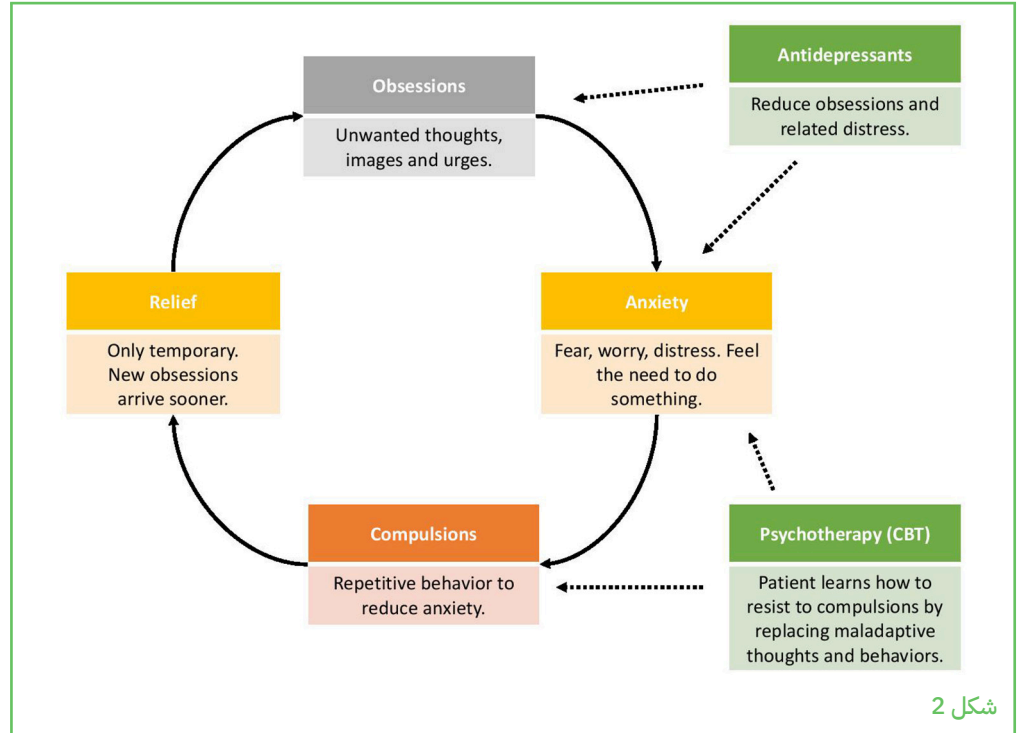 Obsessions
Unwanted thoughts,
images and urges.
Antidepressants
Reduce obsessions and
related distress.
Relief
Only temporary.
New obsessions
arrive sooner.
Anxiety
Fear, worry, distress. Feel
the need to do
something.
Compulsions
Repetitive behavior to
reduce anxiety.
Psychotherapy (CBT)
Patient learns how to
resist to compulsions by
replacing maladaptive
thoughts and behaviors.
شكل 2